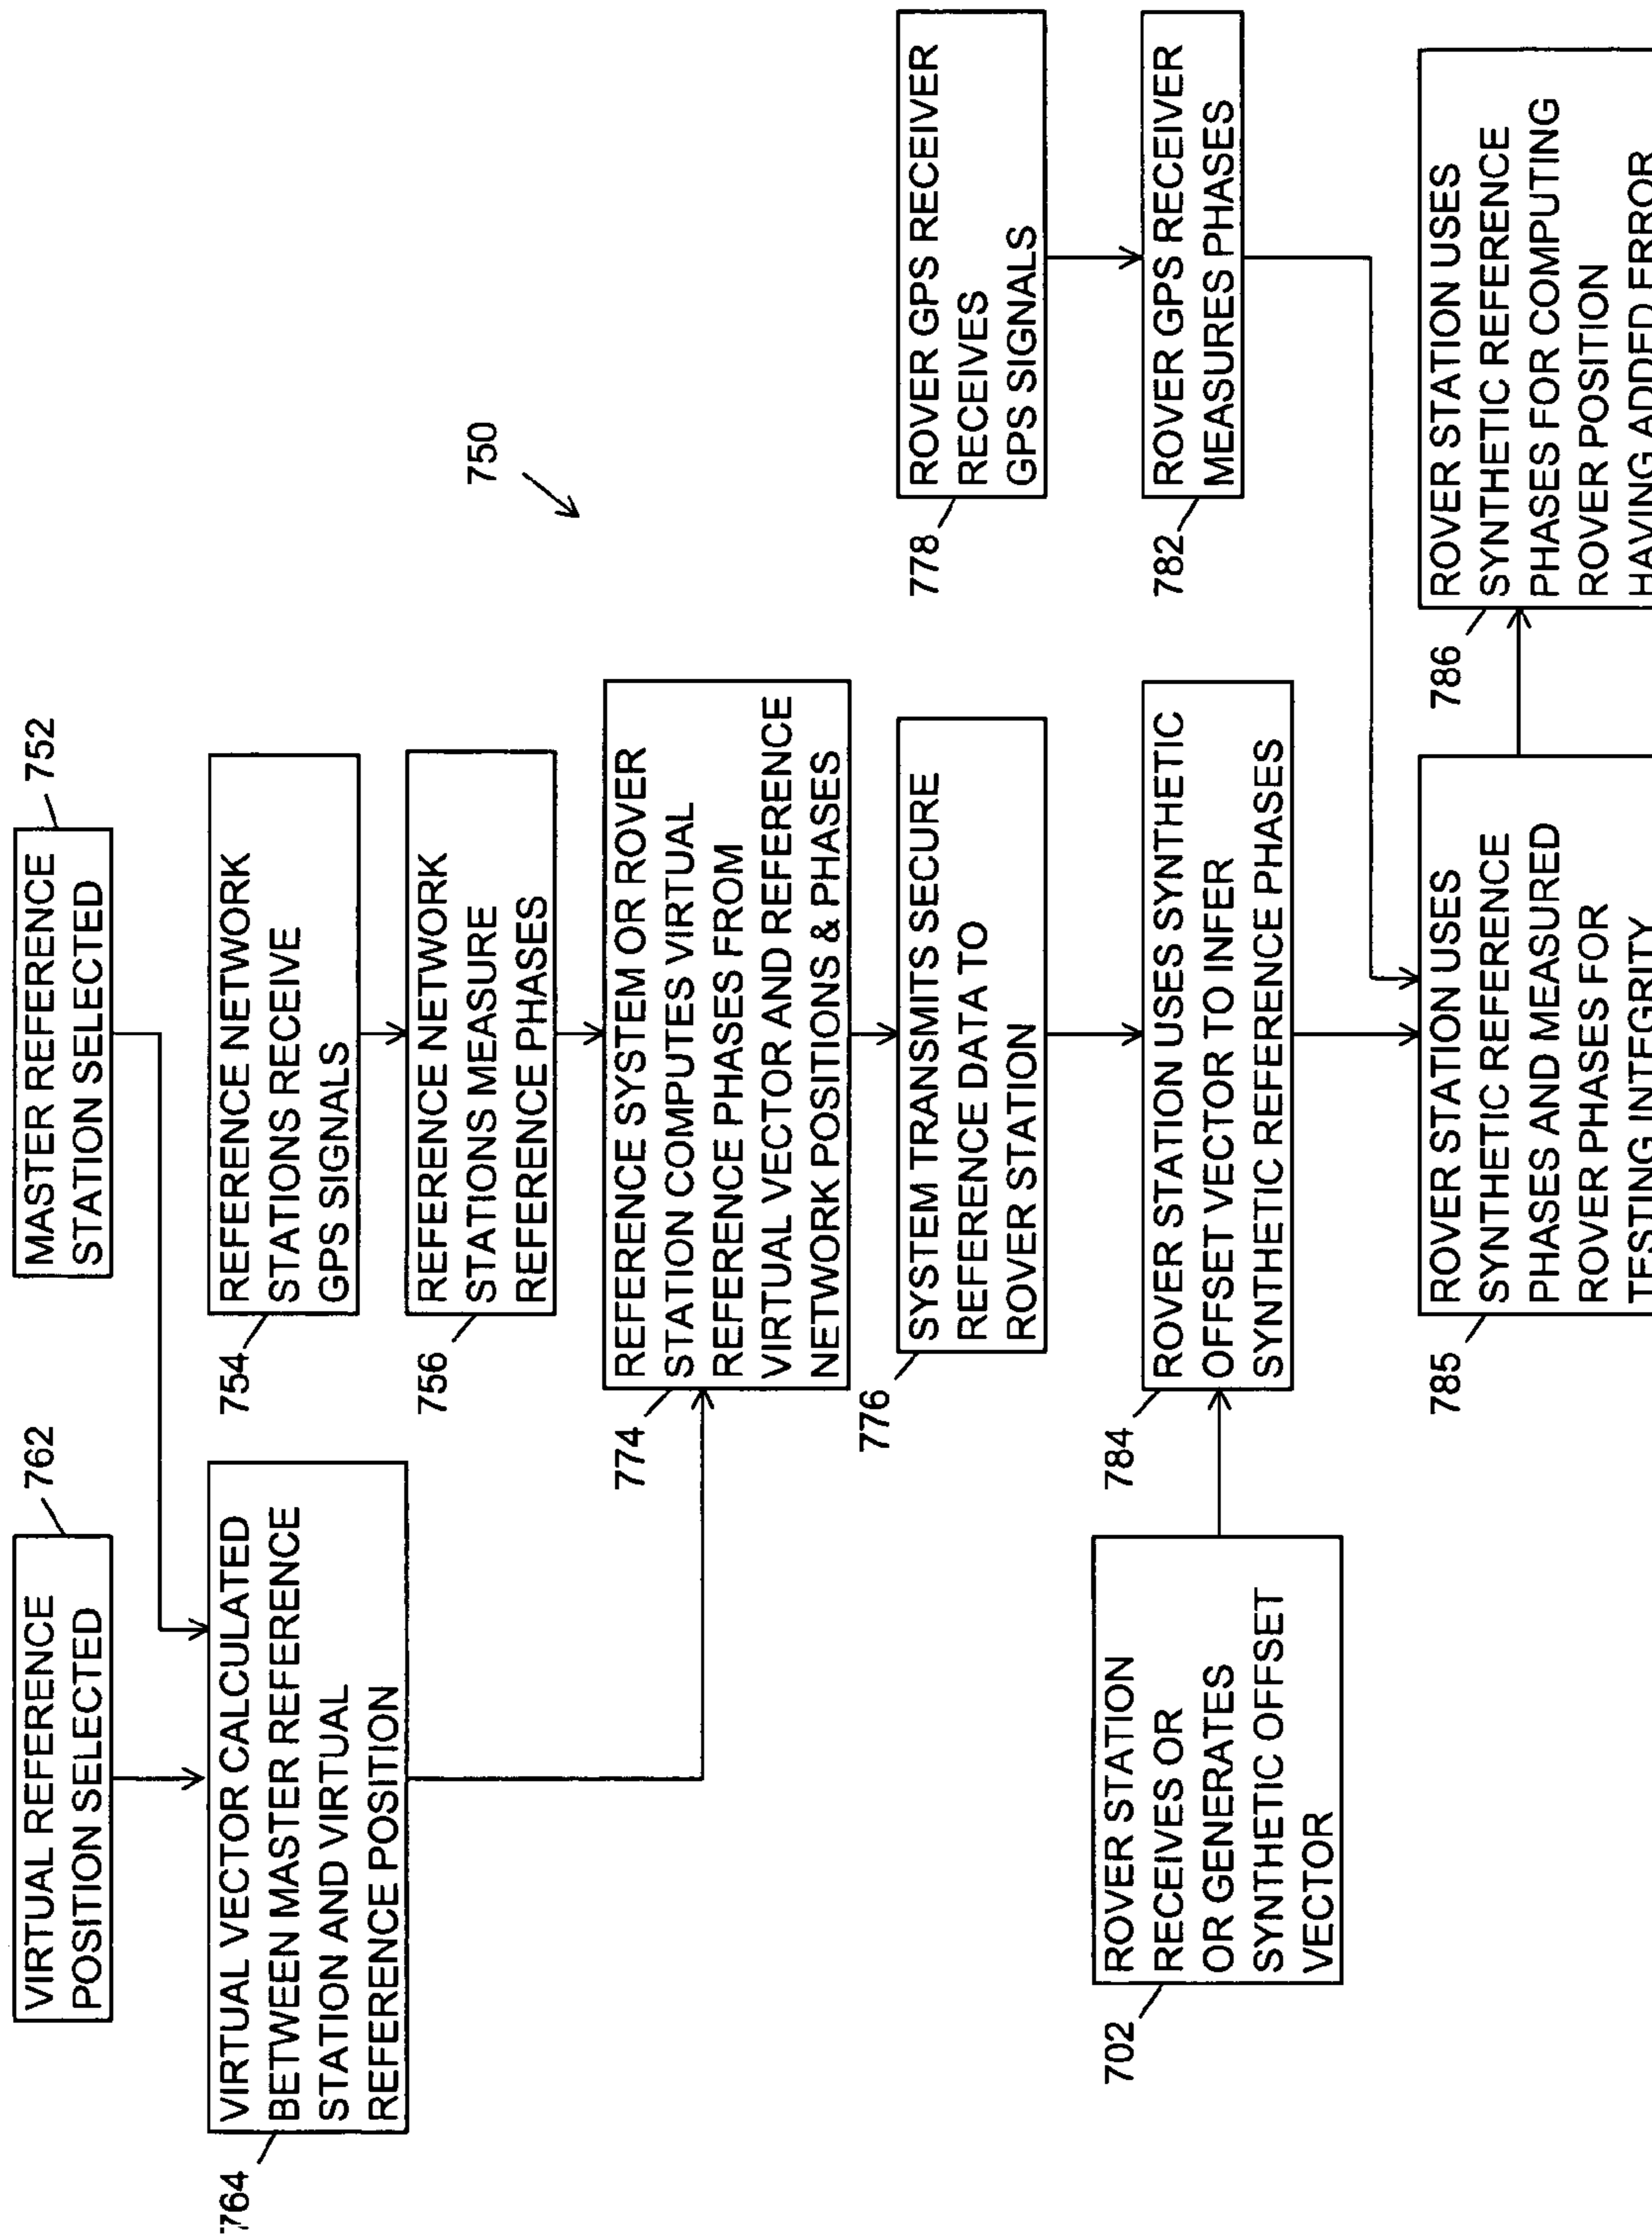 762
VIRTUAL REFERENCE
POSITION SELECTED
752
MASTER REFERENCE
STATION SELECTED
764
VIRTUAL VECTOR CALCULATED
BETWEEN MASTER REFERENCE
STATION AND VIRTUAL
REFERENCE POSITION
754
REFERENCE NETWORK
STATIONS RECEIVE
GPS SIGNALS
756
REFERENCE NETWORK
STATIONS MEASURE
REFERENCE PHASES
750
774
REFERENCE SYSTEM OR ROVER
STATION COMPUTES VIRTUAL
REFERENCE PHASES FROM
VIRTUAL VECTOR AND REFERENCE
NETWORK POSITIONS & PHASES
776
SYSTEM TRANSMITS SECURE
REFERENCE DATA TO
ROVER STATION
778
ROVER GPS RECEIVER
RECEIVES
GPS SIGNALS
702
ROVER STATION
RECEIVES OR
OR GENERATES
SYNTHETIC OFFSET
VECTOR
784
ROVER STATION USES SYNTHETIC
OFFSET VECTOR TO INFER
SYNTHETIC REFERENCE PHASES
782
ROVER GPS RECEIVER
MEASURES PHASES
785
ROVER STATION USES
SYNTHETIC REFERENCE
PHASES AND MEASURED
ROVER PHASES FOR
TESTING INTEGRITY
786
ROVER STATION USES
SYNTHETIC REFERENCE
PHASES FOR COMPUTING
ROVER POSITION
HAVING ADDED ERROR